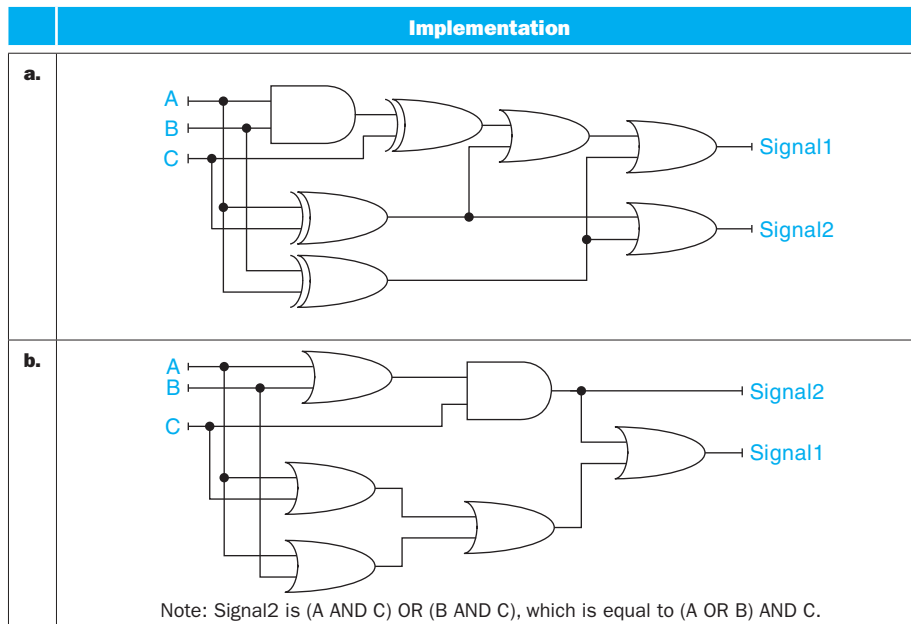 Implementation
a.
A
B
C
Signal1
Signal2
b.
A
B
C
Signal2
Signal1
Note: Signal2 is (A AND C) OR (B AND C), which is equal to (A OR B) AND C.